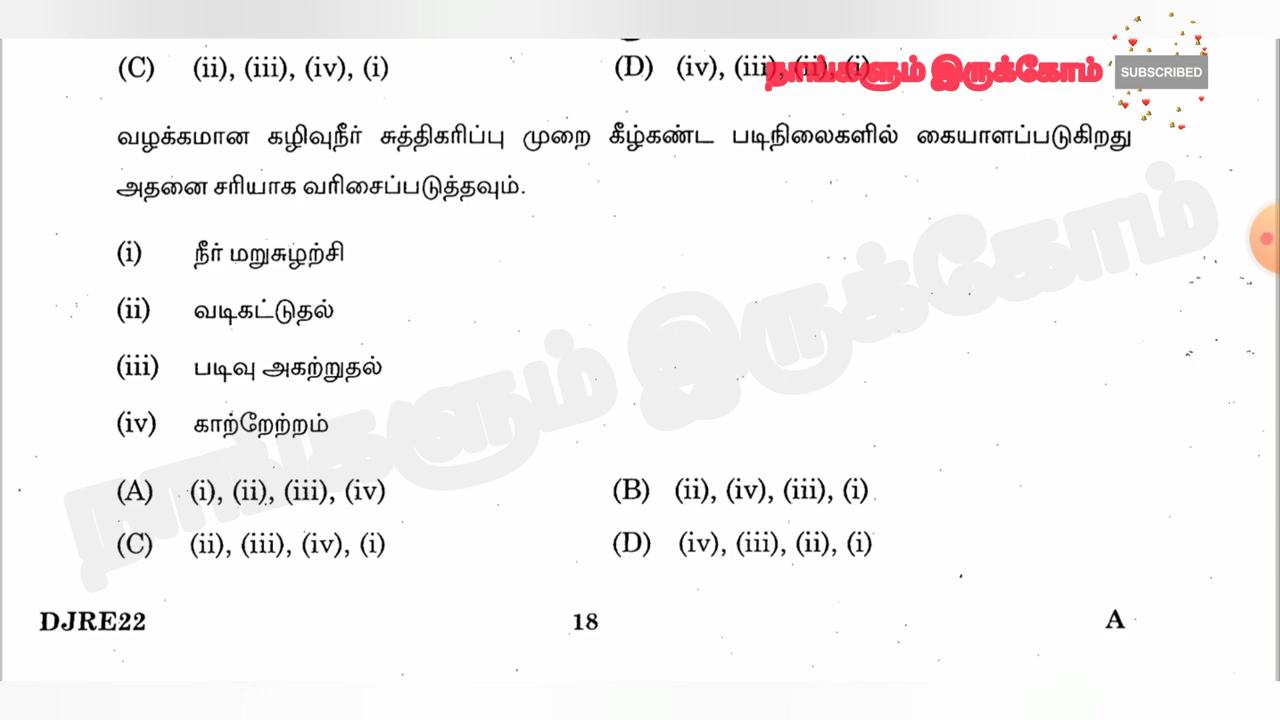 (C) (ii), (iii), (iv), (i) (D) (iv), (iii), (ii), (i)
நாங்களும் இருக்கோம் SUBSCRIBED
வழக்கமான கழிவுநீர் சுத்திகரிப்பு முறை கீழ்கண்ட படிநிலைகளில் கையாளப்படுகிறது
அதனை சரியாக வரிசைப்படுத்தவும்.
(i) நீர் மறுசுழற்சி
(ii) வடிகட்டுதல்
(iii) படிவு அகற்றுதல்
(iv) காற்றேற்றம்
நாங்களும் இருக்கோம்
(A) (i), (ii), (iii), (iv) (B) (ii), (iv), (iii), (i)
(C) (ii), (iii), (iv), (i) (D) (iv), (iii), (ii), (i)
DJRE22 18 A